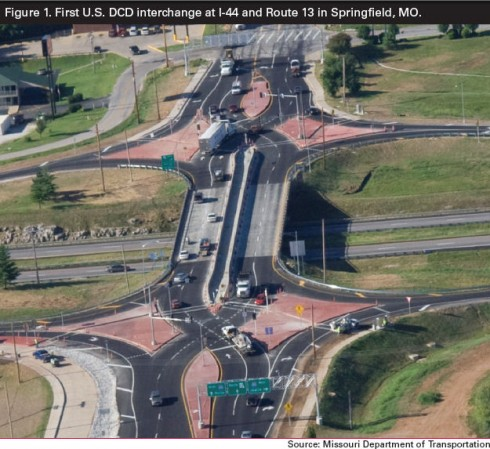 Figure 1. First U.S. DCD interchange at I-44 and Route 13 in Springfield, MO.
Source: Missouri Department of Transportation